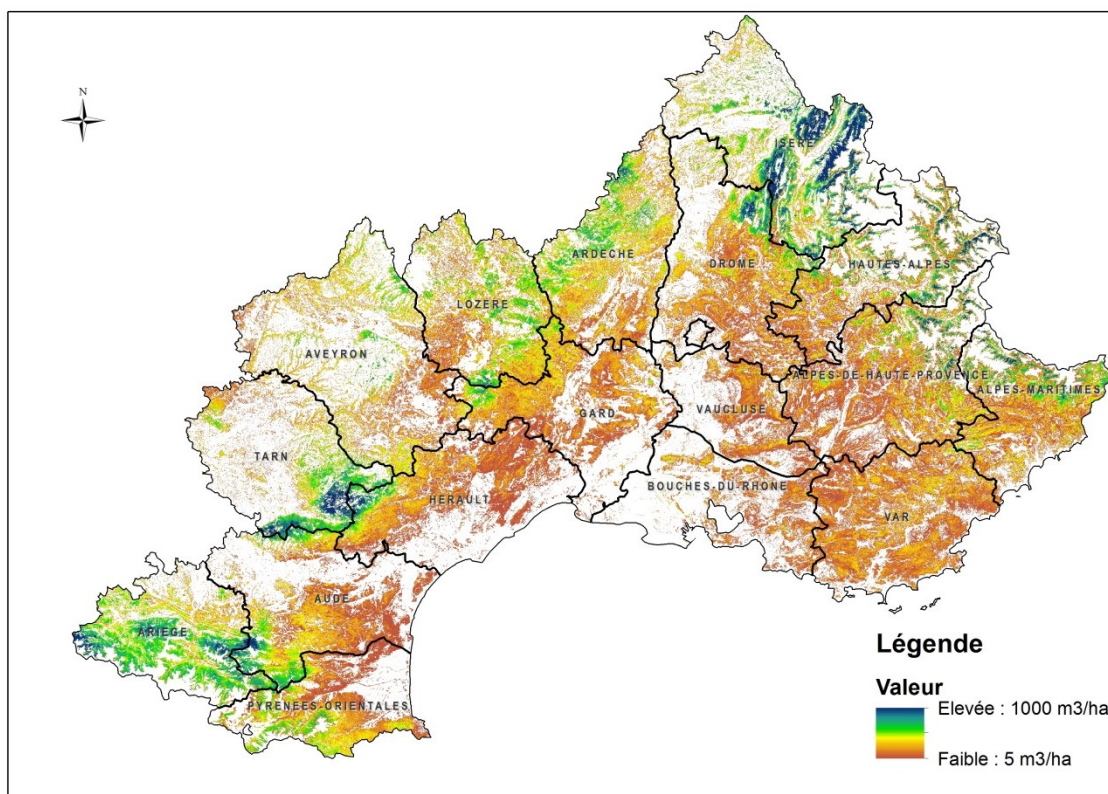 N
ISERE
ARDECHE
DROME
HAUTES-ALPES
LOZERE
AVEYRON
ALPES-DE-HAUTE-PROVENCE
ALPES-MARITIMES
GARD
VAUCLUSE
TARN
HERAULT
BOUCHES-DU-RHONE
VAR
AUDE
ARIEGE
PYRENEES-ORIENTALES
Légende
Valeur
Elevée : 1000 m3/ha
Faible : 5 m3/ha